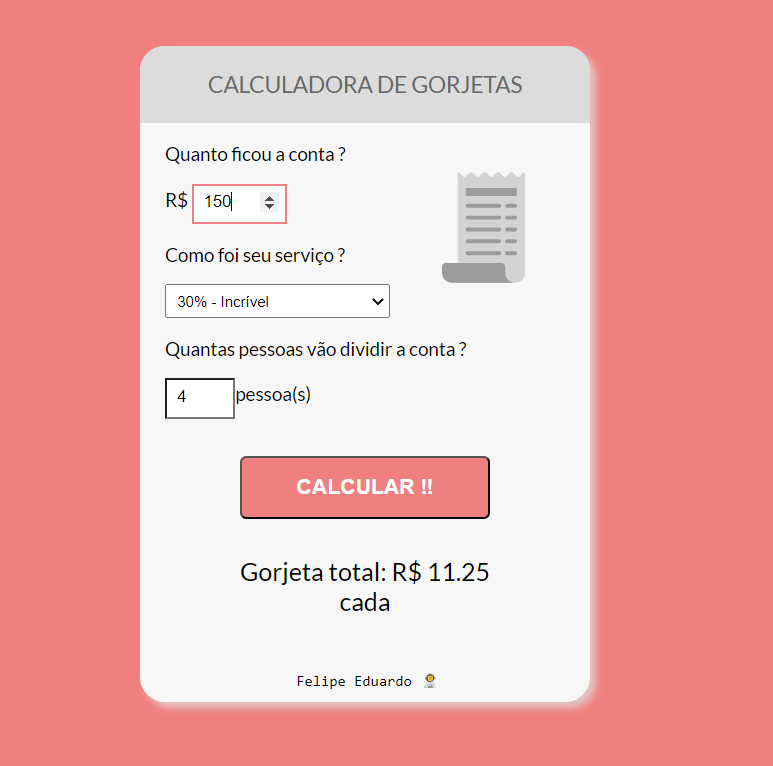 CALCULADORA DE GORJETAS
Quanto ficou a conta ?
R$ 150
Como foi seu serviço ?
30% - Incrível
Quantas pessoas vão dividir a conta ?
4 pessoa(s)
CALCULAR !!
Gorjeta total: R$ 11.25
cada
Felipe Eduardo 👨‍🚀